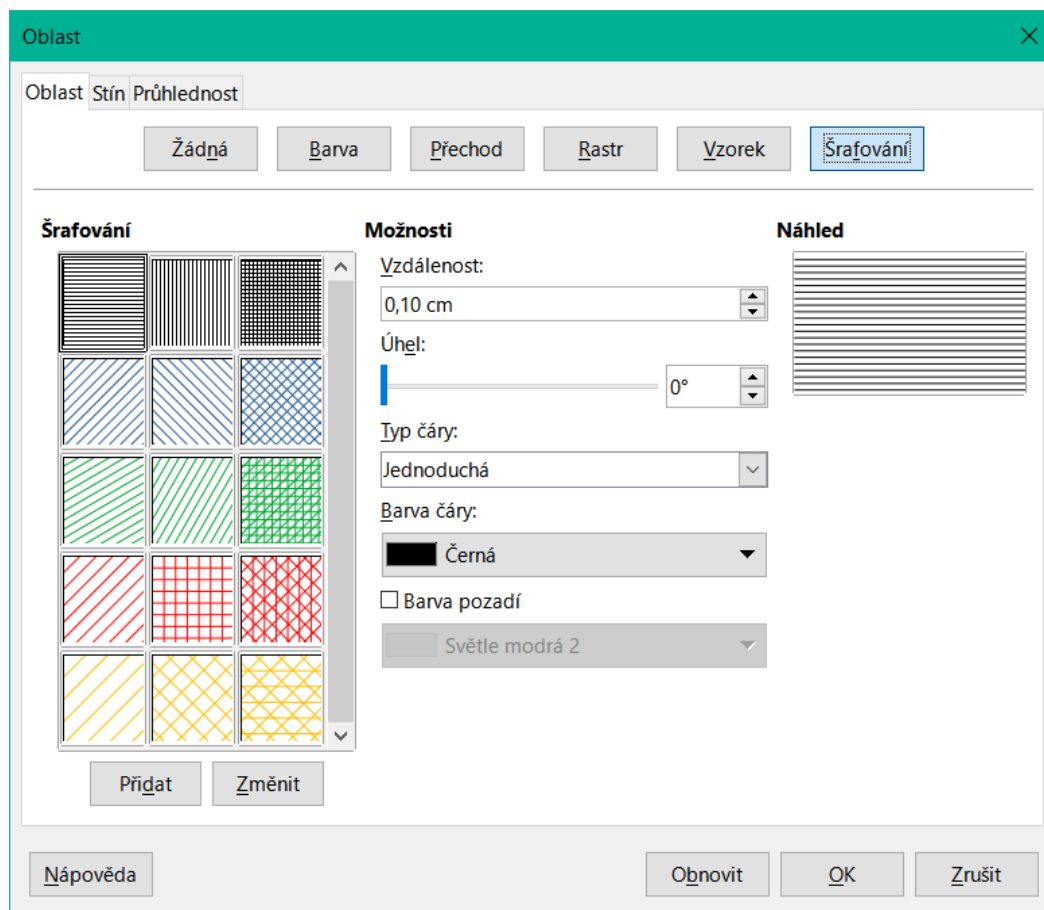 Oblast
Oblast Stín Průhlednost
Žádná Barva Přechod Rastr Vzorek Šrafování
Šrafování
Možnosti
Vzdálenost:
0,10 cm
Úhel:
0°
Typ čáry:
Jednoduchá
Barva čáry:
Černá
Barva pozadí
Světle modrá 2
Náhled
Přidat Změnit
Nápověda Obnovit OK Zrušit